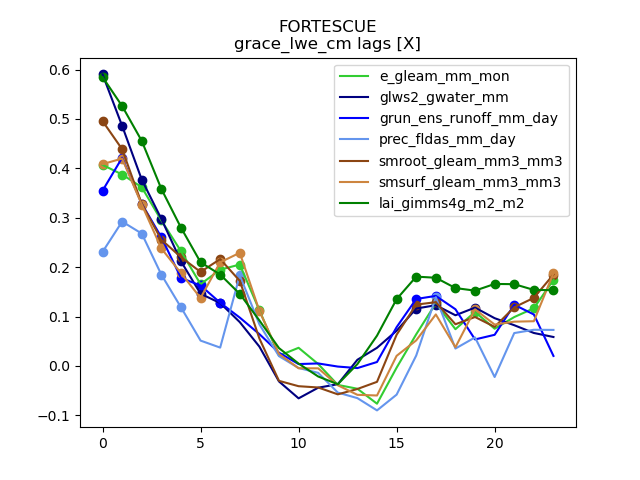 FORTESCUE
grace_lwe_cm lags [X]
e_gleam_mm_mon
glws2_gwater_mm
grun_ens_runoff_mm_day
prec_fldas_mm_day
smroot_gleam_mm3_mm3
smsurf_gleam_mm3_mm3
lai_gimms4g_m2_m2
0.6
0.5
0.4
0.3
0.2
0.1
0.0
−0.1
0 5 10 15 20